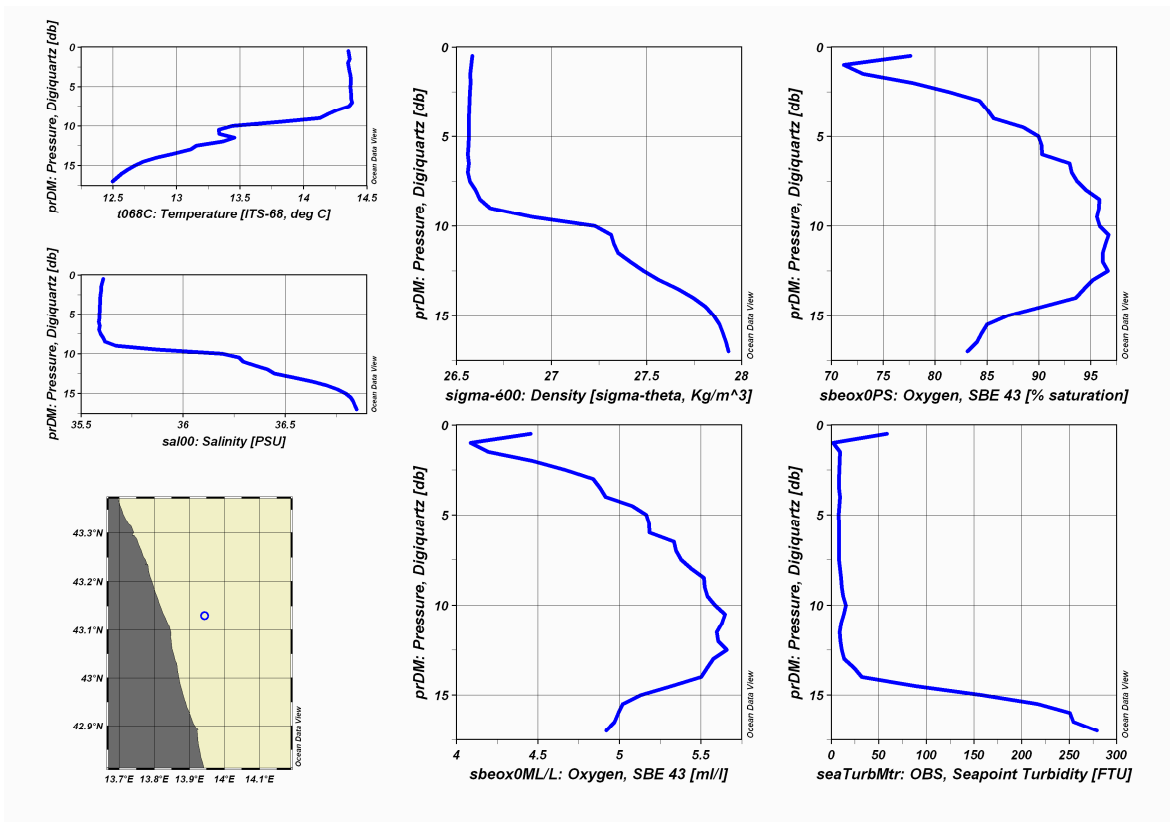 prDM: Pressure, Digiquartz [db]
0
5
10
15
12.5 13 13.5 14 14.5
t068C: Temperature [ITS-68, deg C]
Ocean Data View
prDM: Pressure, Digiquartz [db]
0
5
10
15
26.5 27 27.5 28
sigma-é00: Density [sigma-theta, Kg/m^3]
Ocean Data View
prDM: Pressure, Digiquartz [db]
0
5
10
15
70 75 80 85 90 95
sbeox0PS: Oxygen, SBE 43 [% saturation]
Ocean Data View
prDM: Pressure, Digiquartz [db]
0
5
10
15
35.5 36 36.5
sal00: Salinity [PSU]
Ocean Data View
43.3°N
43.2°N
43.1°N
43°N
42.9°N
13.7°E 13.8°E 13.9°E 14°E 14.1°E
Ocean Data View
prDM: Pressure, Digiquartz [db]
0
5
10
15
4 4.5 5 5.5
sbeox0ML/L: Oxygen, SBE 43 [ml/l]
Ocean Data View
prDM: Pressure, Digiquartz [db]
0
5
10
15
0 50 100 150 200 250 300
seaTurbMtr: OBS, Seapoint Turbidity [FTU]
Ocean Data View